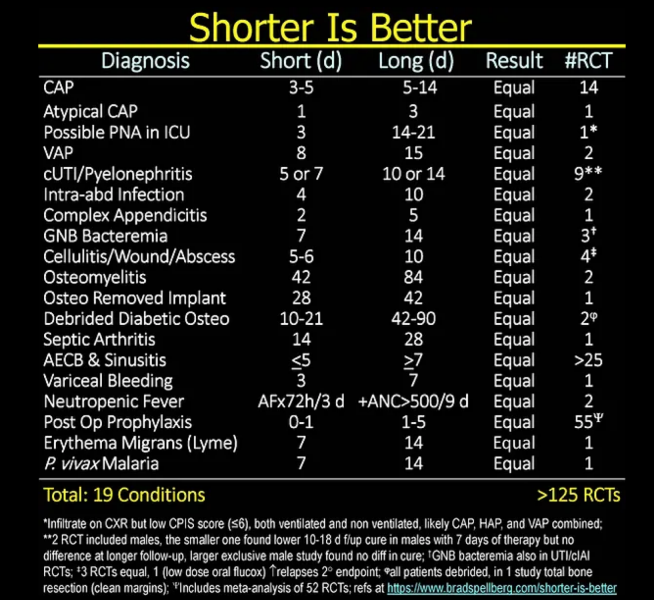 Shorter Is Better
Diagnosis Short (d) Long (d) Result #RCT
CAP 3-5 5-14 Equal 14
Atypical CAP 1 3 Equal 1
Possible PNA in ICU 3 14-21 Equal 1*
VAP 8 15 Equal 2
cUTI/Pyelonephritis 5 or 7 10 or 14 Equal 9**
Intra-abd Infection 4 10 Equal 2
Complex Appendicitis 2 5 Equal 1
GNB Bacteremia 7 14 Equal 3†
Cellulitis/Wound/Abscess 5-6 10 Equal 4‡
Osteomyelitis 42 84 Equal 2
Osteo Removed Implant 28 42 Equal 1
Debrided Diabetic Osteo 10-21 42-90 Equal 2φ
Septic Arthritis 14 28 Equal 1
AECB & Sinusitis ≤5 ≥7 Equal >25
Variceal Bleeding 3 7 Equal 1
Neutropenic Fever AFx72h/3 d +ANC>500/9 d Equal 2
Post Op Prophylaxis 0-1 1-5 Equal 55Ψ
Erythema Migrans (Lyme) 7 14 Equal 1
P. vivax Malaria 7 14 Equal 1
Total: 19 Conditions >125 RCTs
*Infiltrate on CXR but low CPIS score (≤6), both ventilated and non ventilated, likely CAP, HAP, and VAP combined;
**2 RCT included males, the smaller one found lower 10-18 d f/up cure in males with 7 days of therapy but no
difference at longer follow-up, larger exclusive male study found no diff in cure; †GNB bacteremia also in UTI/cIAI
RCTs; ‡3 RCTs equal, 1 (low dose oral flucox) ↑relapses 2° endpoint; φall patients debrided, in 1 study total bone
resection (clean margins); ΨIncludes meta-analysis of 52 RCTs; refs at https://www.bradspellberg.com/shorter-is-better